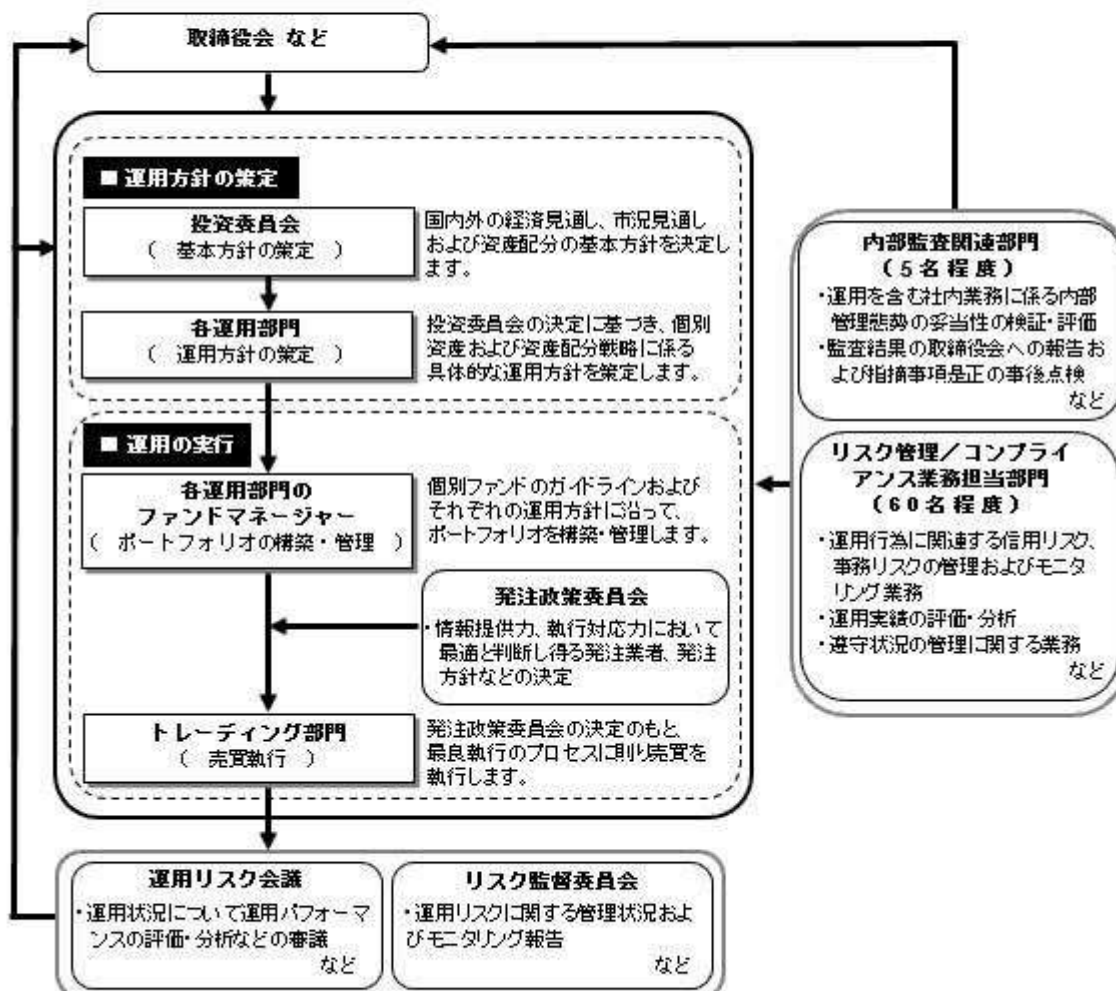 取締役会 など
■ 運用方針の策定
投資委員会
( 基本方針の策定 )
国内外の経済見通し、市況見通し
および資産配分の基本方針を決定し
ます。
各運用部門
( 運用方針の策定 )
投資委員会の決定に基づき、個別
資産および資産配分戦略に係る
具体的な運用方針を策定します。
■ 運用の実行
各運用部門の
ファンドマネージャー
( ポートフォリオの構築・管理 )
個別ファンドのガイドラインおよび
それぞれの運用方針に沿って、
ポートフォリオを構築・管理します。
発注政策委員会
・情報提供力、執行対応力において
最適と判断し得る発注業者、発注
方針などの決定
トレーディング部門
( 売買執行 )
発注政策委員会の決定のもと
最良執行のプロセスに則り売買を
執行します。
内部監査関連部門
(5名程度)
・運用を含む社内業務に係る内部
管理態勢の妥当性の検証・評価
・監査結果の取締役会への報告お
よび指摘事項是正の事後点検
など
リスク管理/コンプライ
アンス業務担当部門
(60名程度)
・運用行為に関連する信用リスク、
事務リスクの管理およびモニタ
リング業務
・運用実績の評価・分析
・遵守状況の管理に関する業務
など
運用リスク会議
・運用状況について運用パフォーマ
ンスの評価・分析などの審議
など
リスク監督委員会
・運用リスクに関する管理状況およ
びモニタリング報告
など